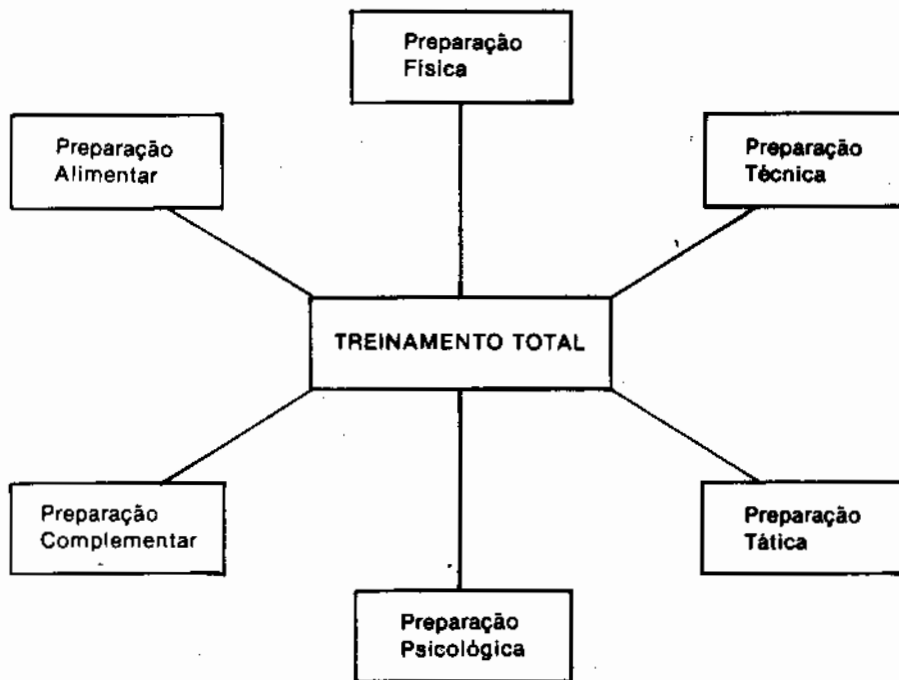 Preparação
Física
Preparação
Alimentar
Preparação
Técnica
TREINAMENTO TOTAL
Preparação
Complementar
Preparação
Tática
Preparação
Psicológica